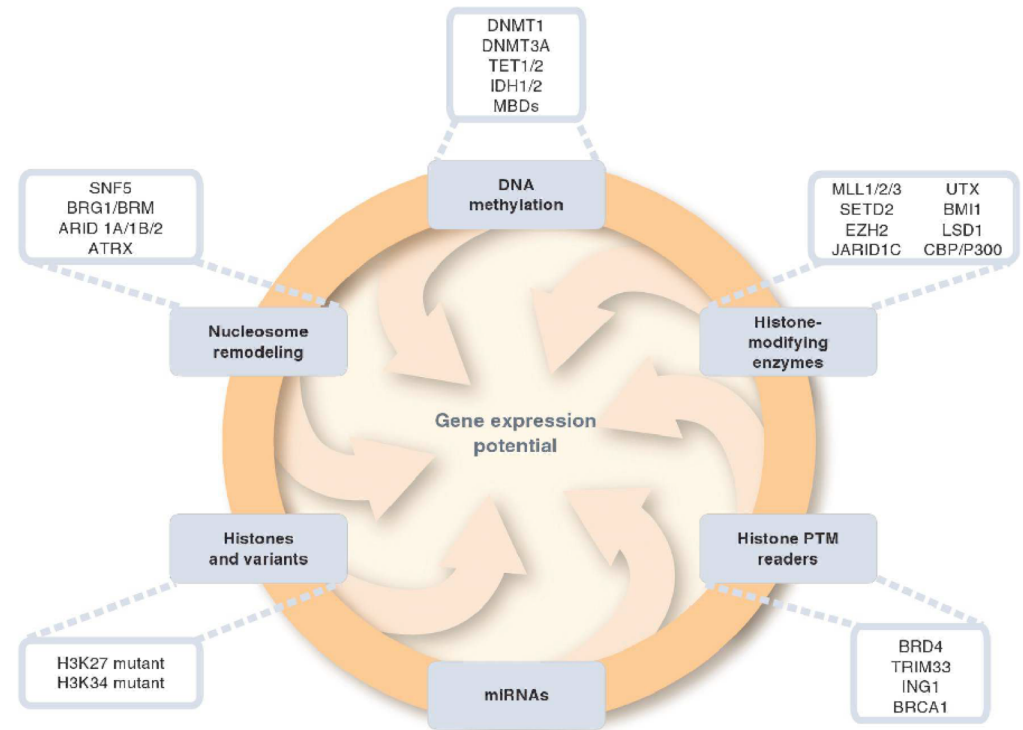 DNMT1
DNMT3A
TET1/2
IDH1/2
MBDs
DNA
methylation
SNF5
BRG1/BRM
ARID 1A/1B/2
ATRX
MLL1/2/3 UTX
SETD2 BMI1
EZH2 LSD1
JARID1C CBP/P300
Nucleosome
remodeling
Histone-
modifying
enzymes
Gene expression
potential
Histones
and variants
Histone PTM
readers
H3K27 mutant
H3K34 mutant
miRNAs
BRD4
TRIM33
ING1
BRCA1